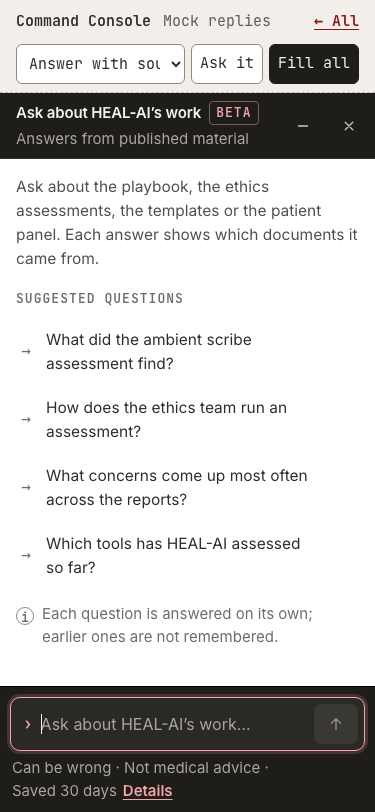 Command Console Mock replies ← All
Answer with sou Ask it Fill all
Ask about HEAL-AI’s work BETA
Answers from published material
Ask about the playbook, the ethics
assessments, the templates or the patient
panel. Each answer shows which documents it
came from.
SUGGESTED QUESTIONS
→ What did the ambient scribe
assessment find?
→ How does the ethics team run an
assessment?
→ What concerns come up most often
across the reports?
→ Which tools has HEAL-AI assessed
so far?
Each question is answered on its own;
earlier ones are not remembered.
› Ask about HEAL-AI’s work...
Can be wrong · Not medical advice ·
Saved 30 days Details